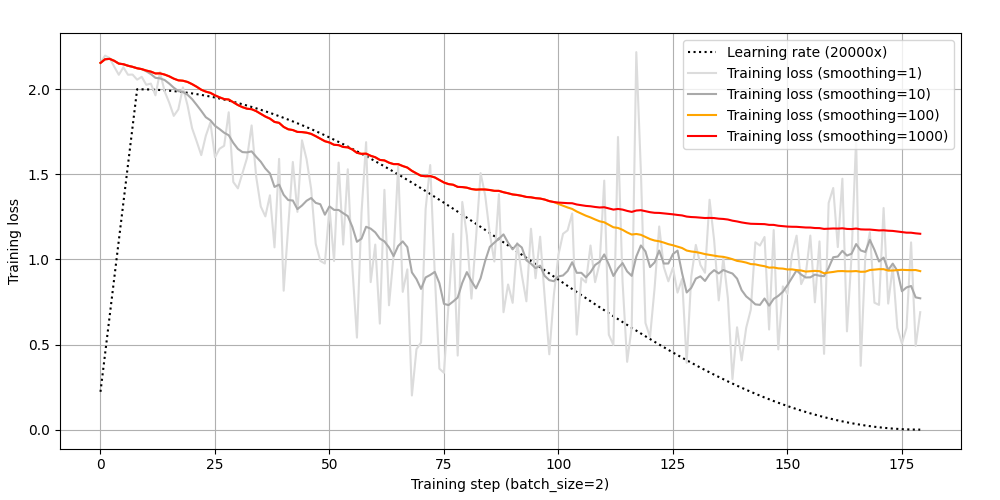 Learning rate (20000x)
Training loss (smoothing=1)
Training loss (smoothing=10)
Training loss (smoothing=100)
Training loss (smoothing=1000)
Training loss
2.0
1.5
1.0
0.5
0.0
0 25 50 75 100 125 150 175
Training step (batch_size=2)